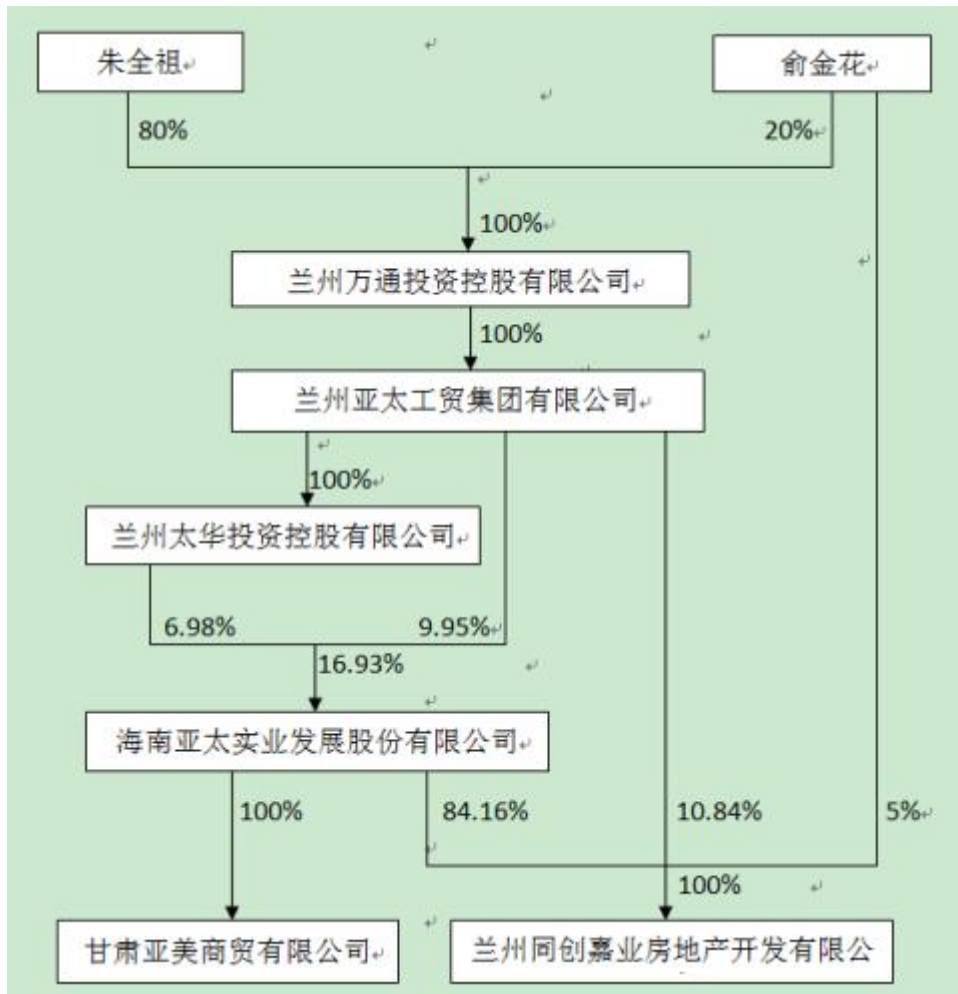 朱全祖
俞金花
80%
20%
100%
兰州万通投资控股有限公司
100%
兰州亚太工贸集团有限公司
100%
兰州太华投资控股有限公司
6.98%
9.95%
16.93%
海南亚太实业发展股份有限公司
100%
84.16%
10.84%
5%
100%
甘肃亚美商贸有限公司
兰州同创嘉业房地产开发有限公